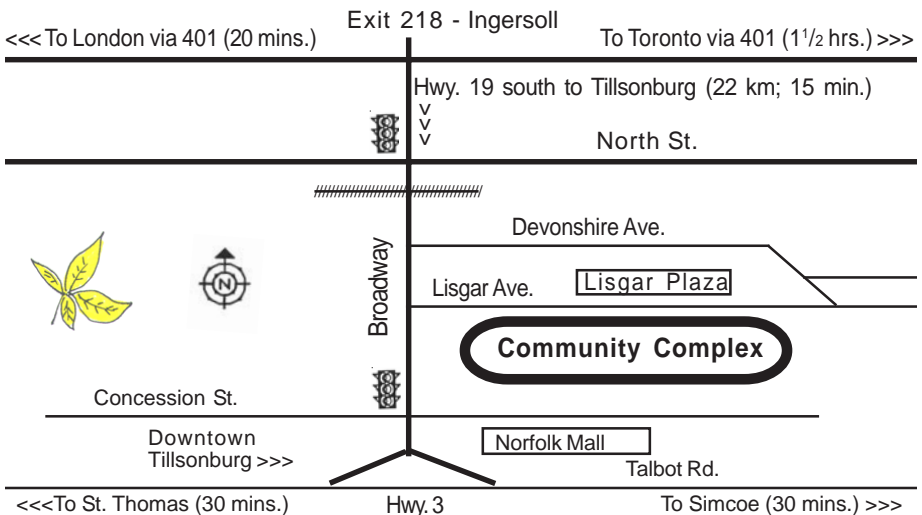 Exit 218 - Ingersoll
<<< To London via 401 (20 mins.)
To Toronto via 401 (1 1/2 hrs.) >>>
Hwy. 19 south to Tillsonburg (22 km; 15 min.)
>
>
>
North St.
Devonshire Ave.
Broadway
Lisgar Ave.
Lisgar Plaza
N
Community Complex
Concession St.
Downtown
Tillsonburg >>>
Norfolk Mall
Talbot Rd.
<<<To St. Thomas (30 mins.)
Hwy. 3
To Simcoe (30 mins.) >>>